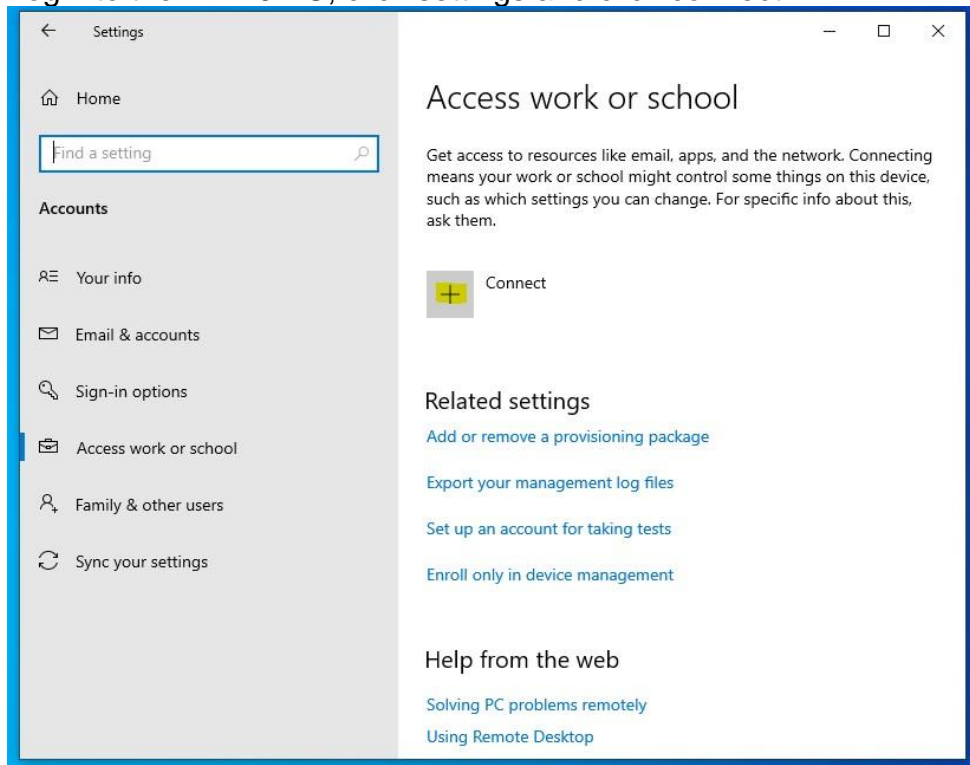 Settings
Home
Find a setting
Accounts
Your info
Email & accounts
Sign-in options
Access work or school
Family & other users
Sync your settings
Access work or school
Get access to resources like email, apps, and the network. Connecting
means your work or school might control some things on this device,
such as which settings you can change. For specific info about this,
ask them.
Connect
Related settings
Add or remove a provisioning package
Export your management log files
Set up an account for taking tests
Enroll only in device management
Help from the web
Solving PC problems remotely
Using Remote Desktop